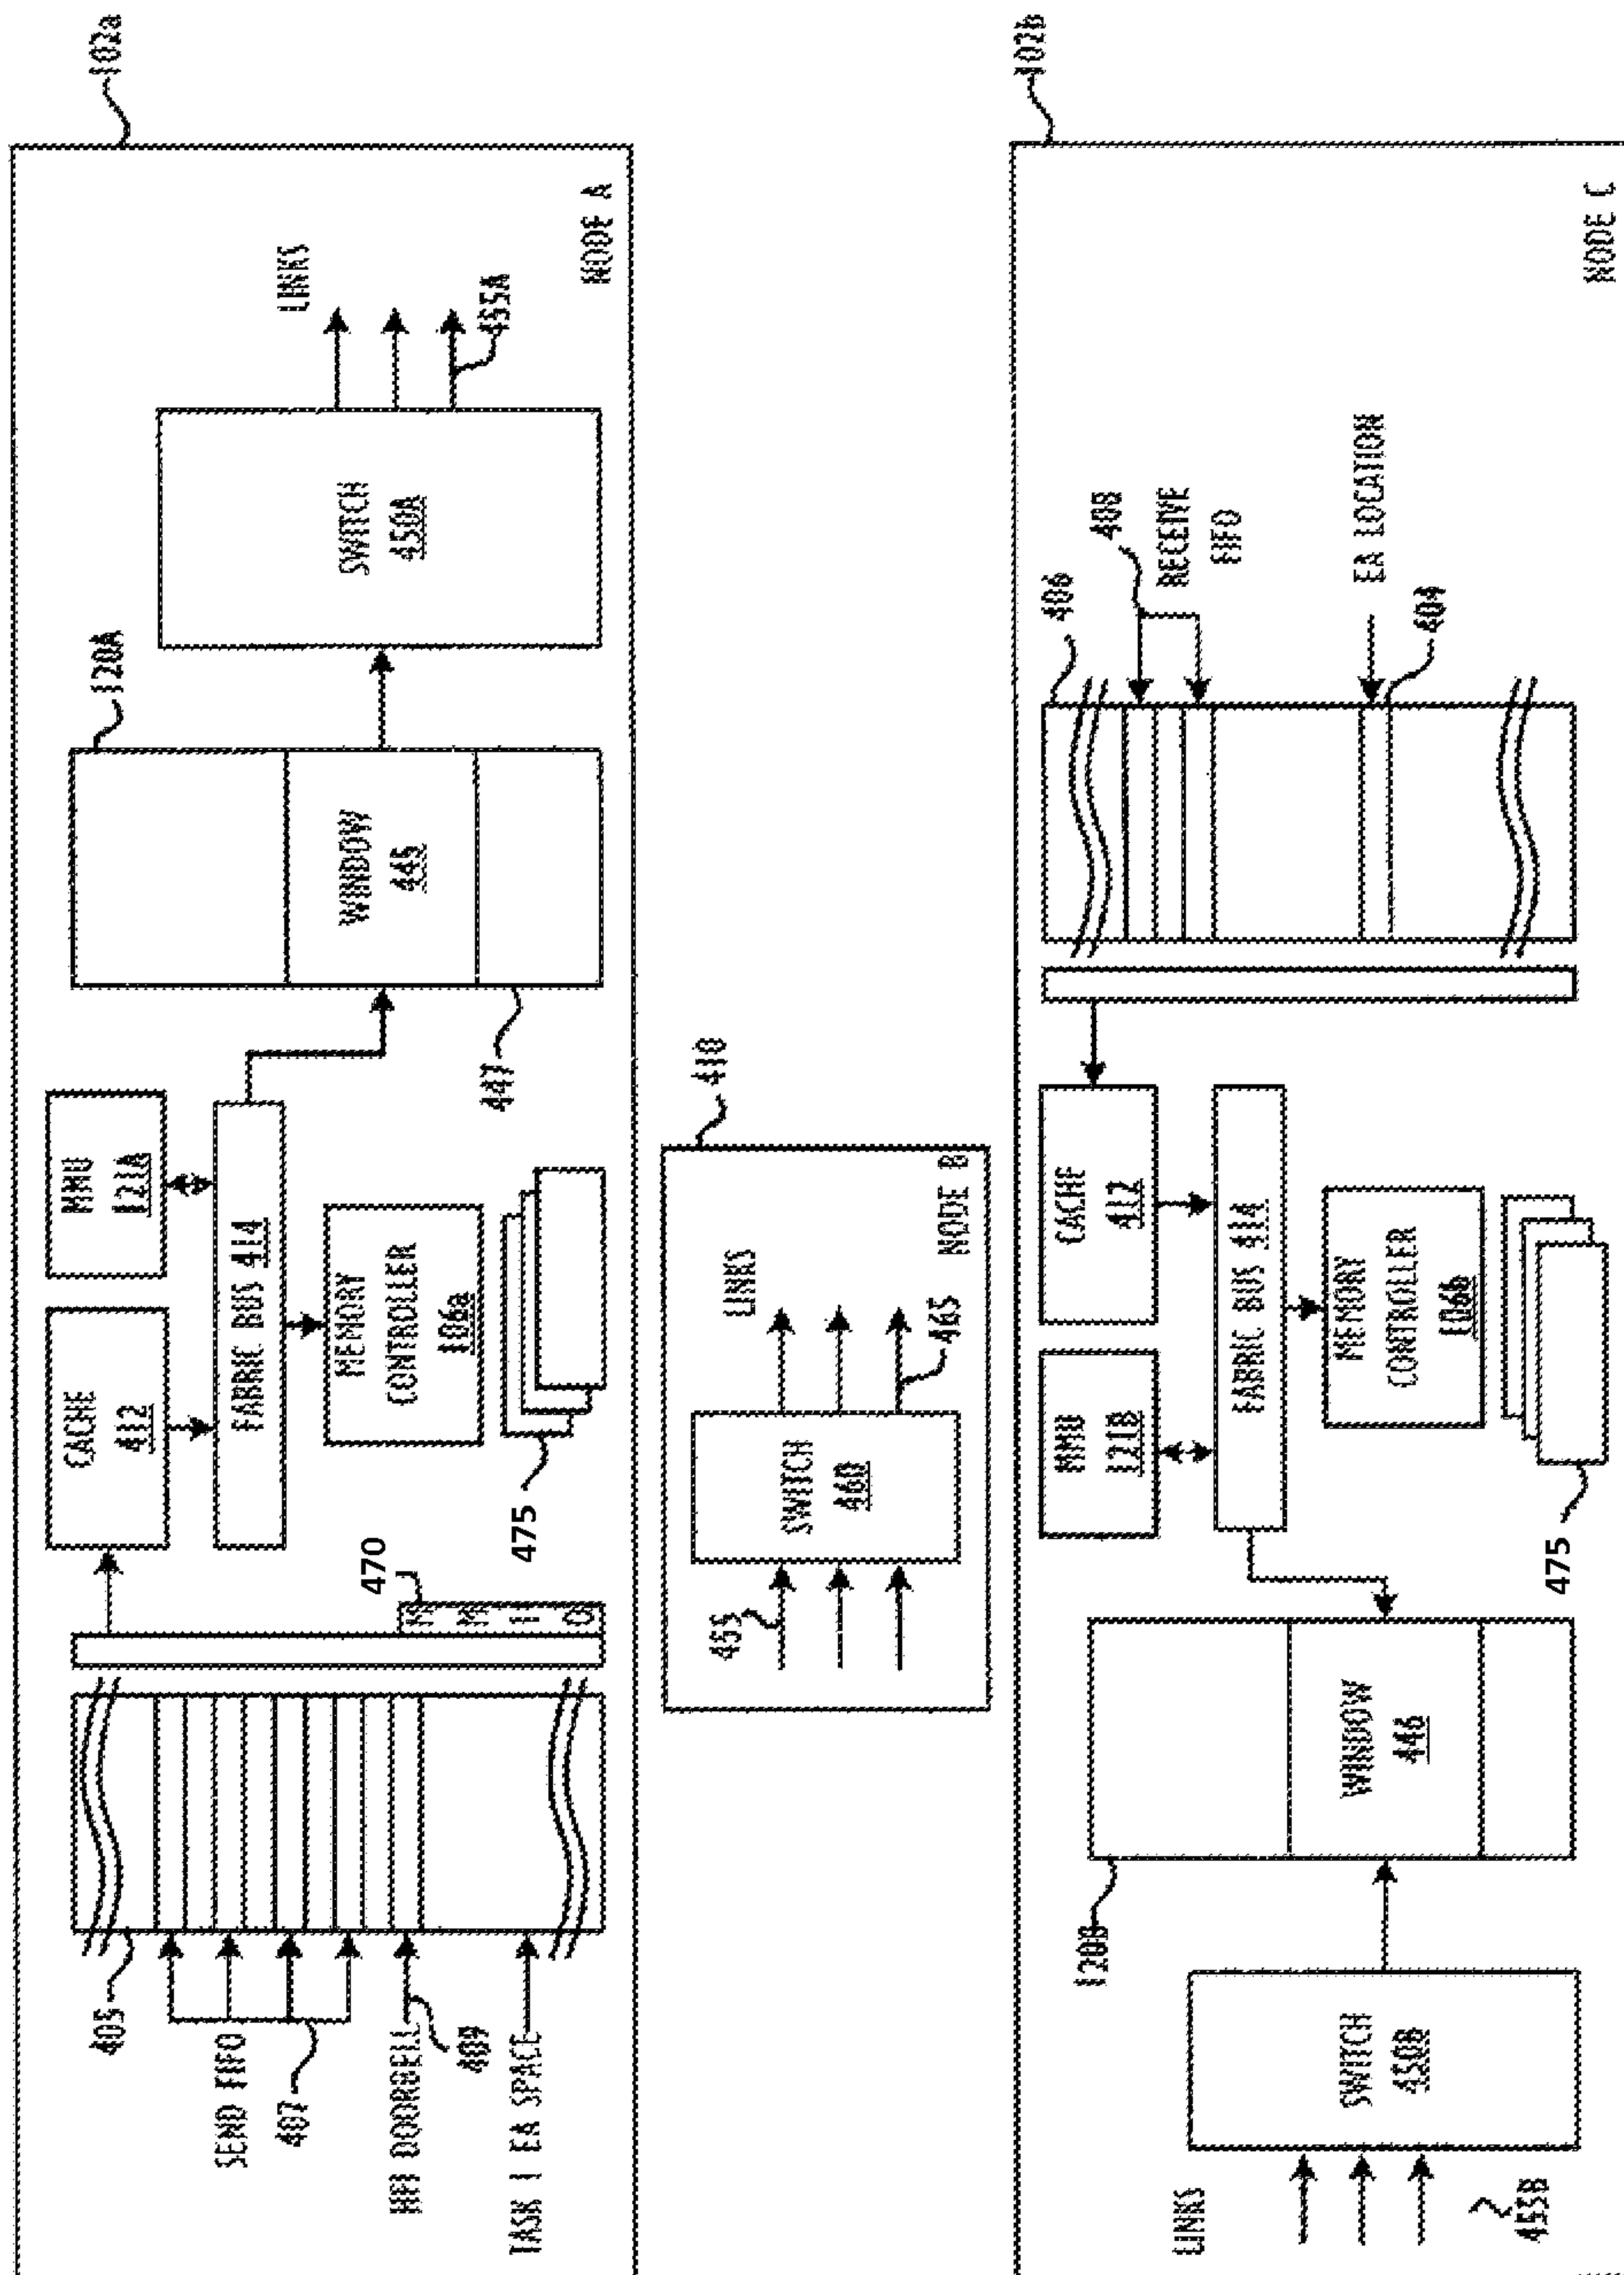 102a
NODE A
SEND FIFO
407
HFI DOORBELL
409
TASK 1 EA SPACE
405
470
M
M
I
O
CACHE
412
MMU
121A
FABRIC BUS 414
MEMORY
CONTROLLER
106a
475
447
120A
WINDOW
445
SWITCH
450A
LINKS
455A
410
NODE B
455
SWITCH
460
LINKS
465
102b
NODE C
LINKS
455B
SWITCH
450B
120B
WINDOW
446
MMU
121B
CACHE
412
FABRIC BUS 414
MEMORY
CONTROLLER
106b
475
406
408
RECEIVE
FIFO
EA LOCATION
404